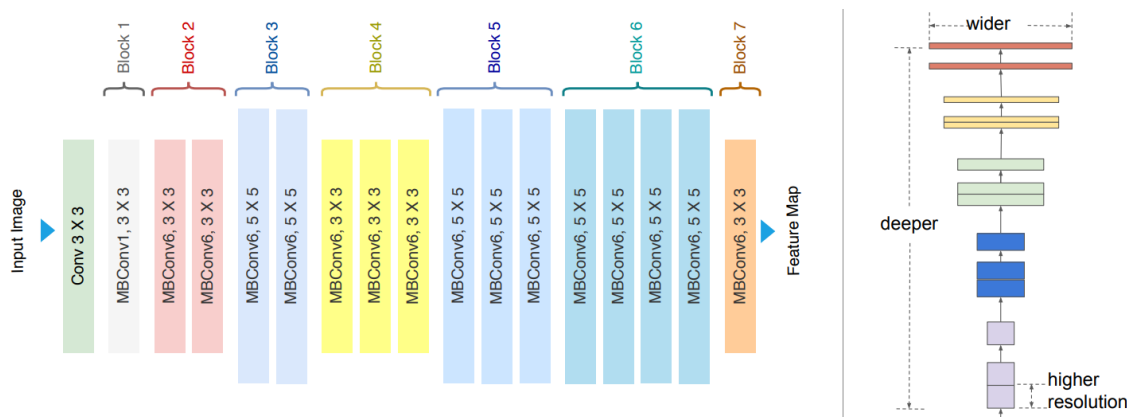 Input Image
Conv 3 X 3
Block 1
MBConv1, 3 X 3
Block 2
MBConv6, 3 X 3
MBConv6, 3 X 3
Block 3
MBConv6, 5 X 5
MBConv6, 5 X 5
Block 4
MBConv6, 3 X 3
MBConv6, 3 X 3
MBConv6, 3 X 3
Block 5
MBConv6, 5 X 5
MBConv6, 5 X 5
MBConv6, 5 X 5
Block 6
MBConv6, 5 X 5
MBConv6, 5 X 5
MBConv6, 5 X 5
MBConv6, 5 X 5
Block 7
MBConv6, 3 X 3
Feature Map
wider
deeper
higher
resolution